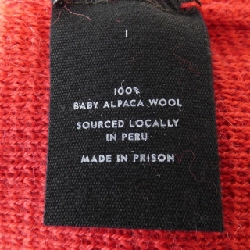 100%
BABY ALPACA WOOL
SOURCED LOCALLY
IN PERU
MADE IN PRISON